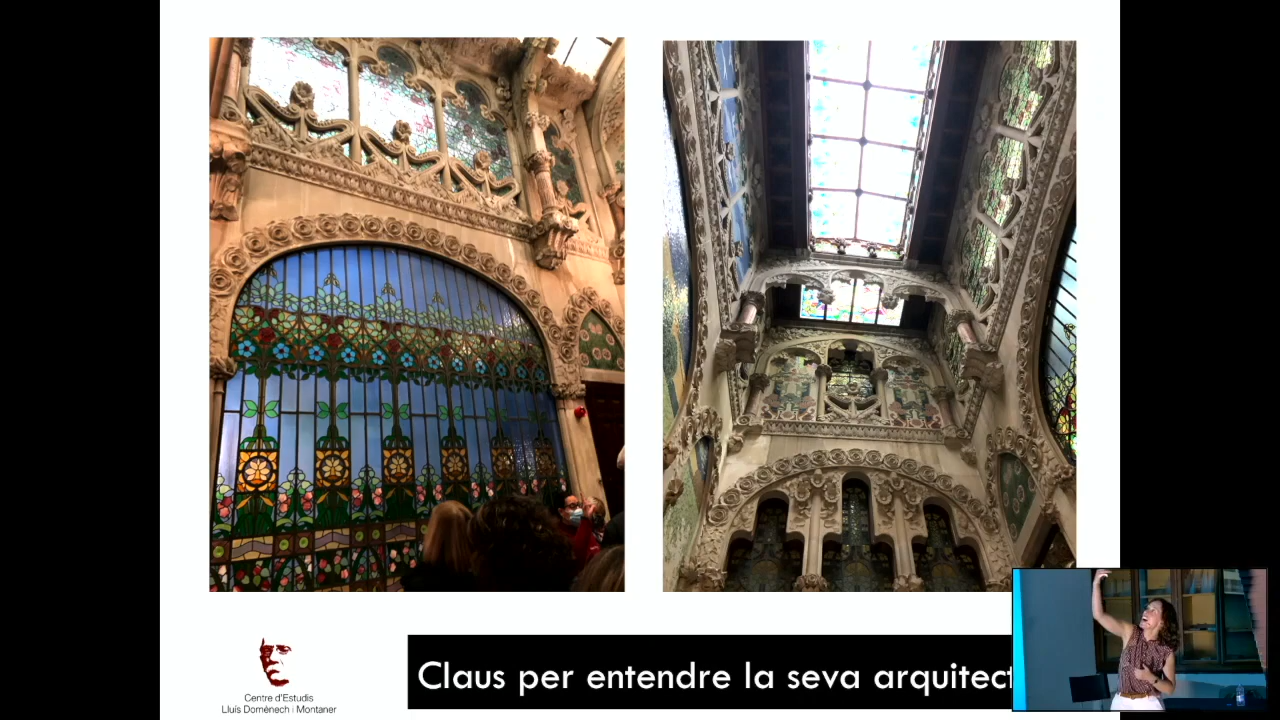 Centre d'Estudis
Lluís Domènech i Montaner
Claus per entendre la seva arquitect